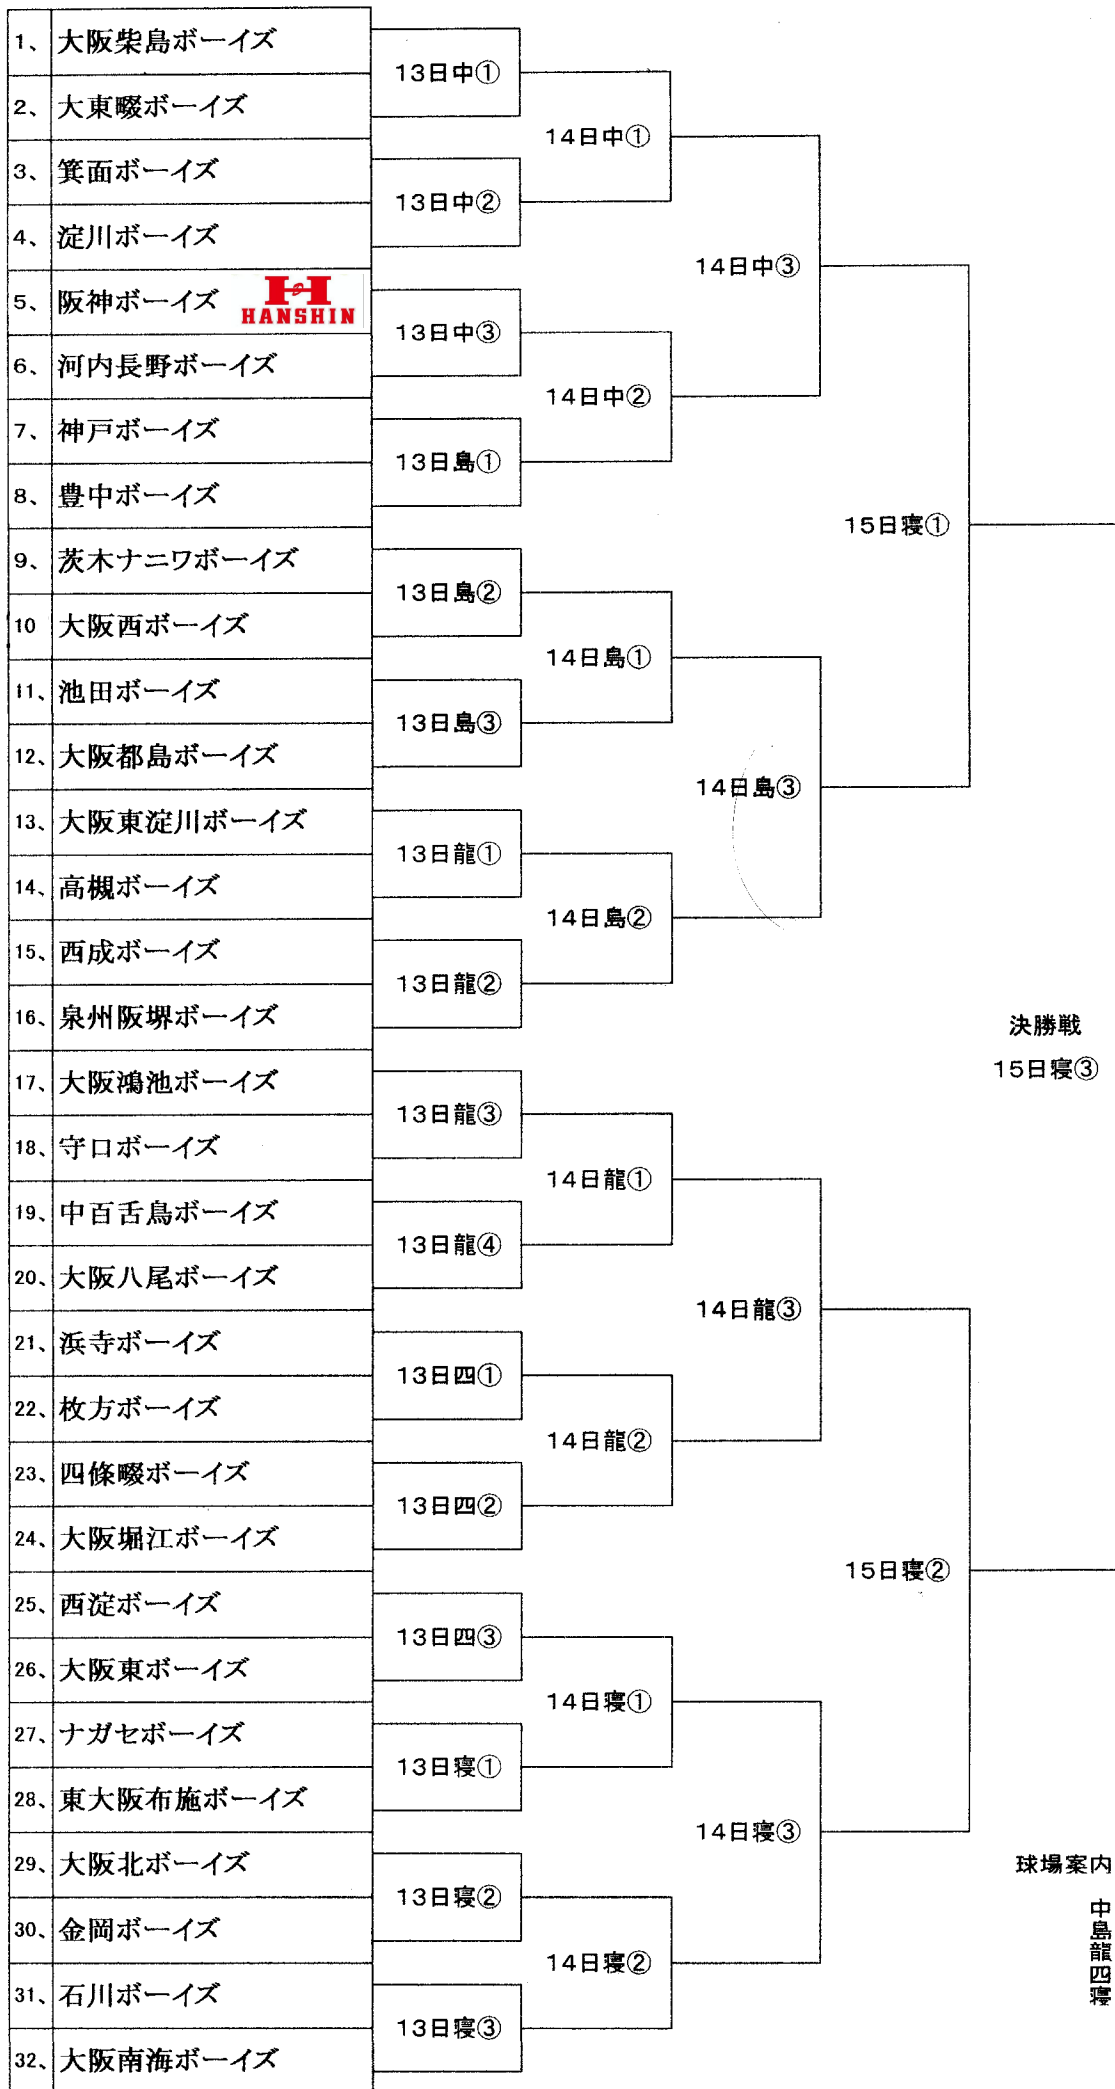 1、大阪柴島ボーイズ
2、大東畷ボーイズ
3、箕面ボーイズ
4、淀川ボーイズ
5、阪神ボーイズ HANSHIN
6、河内長野ボーイズ
7、神戸ボーイズ
8、豊中ボーイズ
9、茨木ナニワボーイズ
10 大阪西ボーイズ
11、池田ボーイズ
12、大阪都島ボーイズ
13、大阪東淀川ボーイズ
14、高槻ボーイズ
15、西成ボーイズ
16、泉州阪堺ボーイズ
17、大阪鴻池ボーイズ
18、守口ボーイズ
19、中百舌鳥ボーイズ
20、大阪八尾ボーイズ
21、浜寺ボーイズ
22、枚方ボーイズ
23、四條畷ボーイズ
24、大阪堀江ボーイズ
25、西淀ボーイズ
26、大阪東ボーイズ
27、ナガセボーイズ
28、東大阪布施ボーイズ
29、大阪北ボーイズ
30、金岡ボーイズ
31、石川ボーイズ
32、大阪南海ボーイズ
13日中①
13日中②
13日中③
13日島①
13日島②
13日島③
13日龍①
13日龍②
13日龍③
13日龍④
13日四①
13日四②
13日四③
13日寝①
13日寝②
13日寝③
14日中①
14日中②
14日島①
14日島②
14日龍①
14日龍②
14日寝①
14日寝②
14日中③
14日島③
14日龍③
14日寝③
15日寝①
15日寝②
決勝戦
15日寝③
球場案内
中
島
龍
四
寝